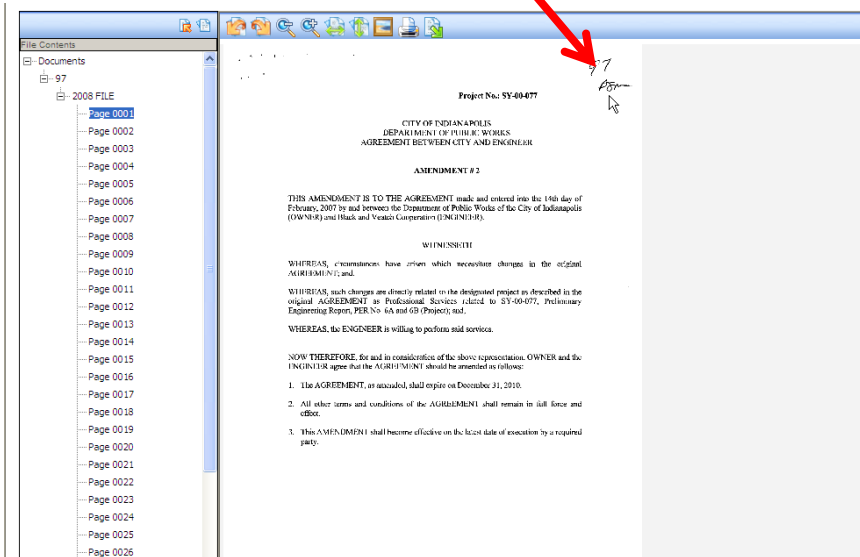 File Contents
Documents
97
2008 FILE
Page 0001
Page 0002
Page 0003
Page 0004
Page 0005
Page 0006
Page 0007
Page 0008
Page 0009
Page 0010
Page 0011
Page 0012
Page 0013
Page 0014
Page 0015
Page 0016
Page 0017
Page 0018
Page 0019
Page 0020
Page 0021
Page 0022
Page 0023
Page 0024
Page 0025
Page 0026
97
Project No.: SY-00-077
CITY OF INDIANAPOLIS
DEPARTMENT OF PUBLIC WORKS
AGREEMENT BETWEEN CITY AND ENGINEER
AMENDMENT # 2
THIS AMENDMENT IS TO THE AGREEMENT made and entered into the 14th day of
February, 2007 by and between the Department of Public Works of the City of Indianapolis
(OWNER) and Black and Veatch Cooperation (ENGINEER).
WITNESSETH
WHEREAS, circumstances have arisen which necessitate changes in the original
AGREEMENT; and,
WHEREAS, such changes are directly related to the designated project as described in the
original AGREEMENT as Professional Services related to SY-00-077, Preliminary
Engineering Report, PER No. 6A and 6B (Project); and,
WHEREAS, the ENGINEER is willing to perform said services.
NOW THEREFORE, for and in consideration of the above representation, OWNER and the
ENGINEER agree that the AGREEMENT should be amended as follows:
1. The AGREEMENT, as amended, shall expire on December 31, 2010.
2. All other terms and conditions of the AGREEMENT shall remain in full force and
effect.
3. This AMENDMENT shall become effective on the latest date of execution by a required
party.